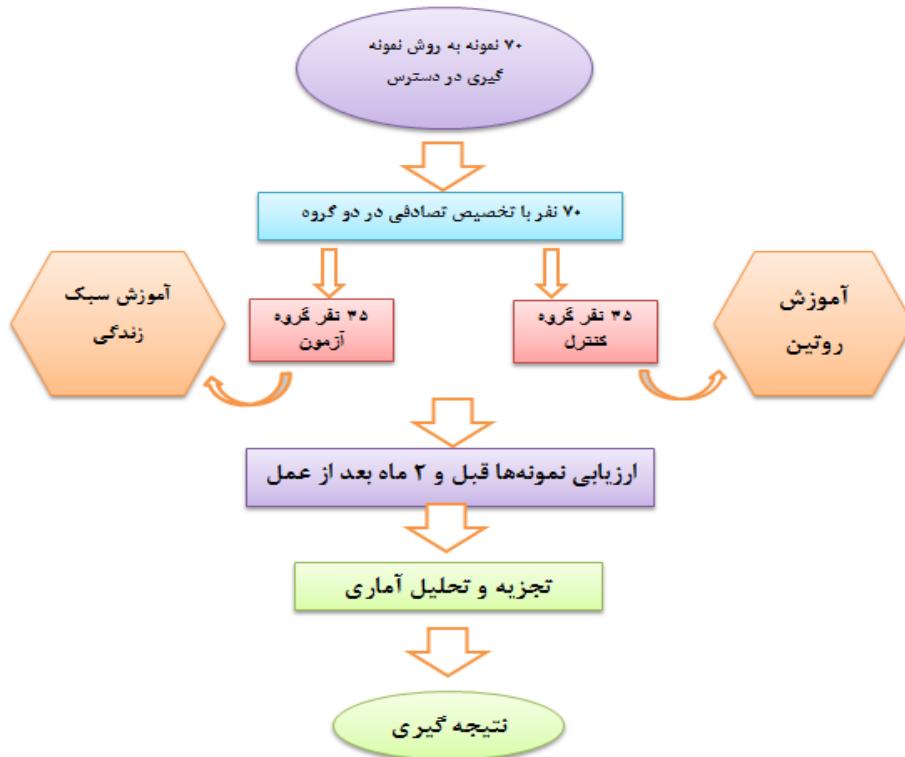 ۷۰ نمونه به روش نمونه
گیری در دسترس
۷۰ نفر با تخصیص تصادفی در دو گروه
آموزش سبک
زندگی
۳۵ نفر گروه
آزمون
۳۵ نفر گروه
کنترل
آموزش
روتین
ارزیابی نمونه‌ها قبل و ۲ ماه بعد از عمل
تجزیه و تحلیل آماری
نتیجه گیری